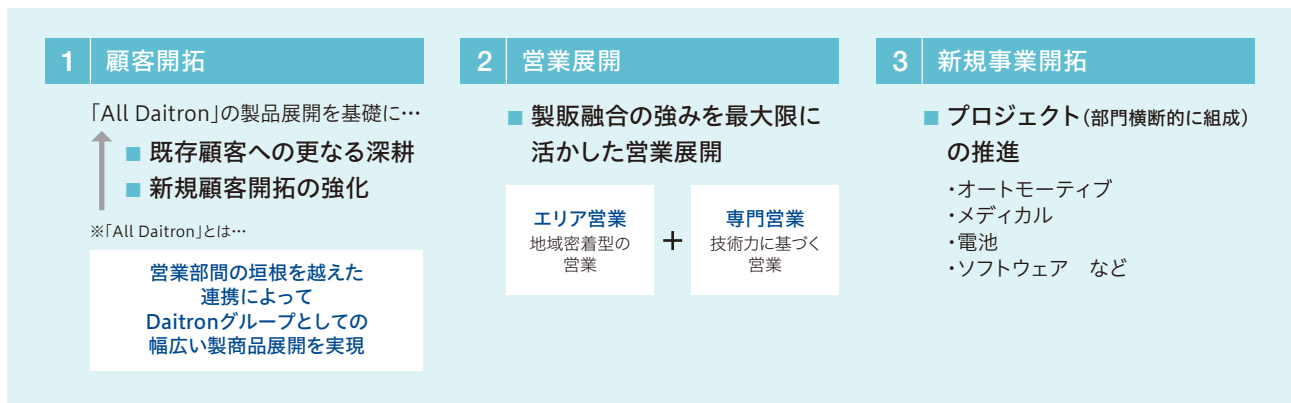 1 顧客開拓
「All Daitron」の製品展開を基礎に…
■ 既存顧客への更なる深耕
■ 新規顧客開拓の強化
※「All Daitron」とは…
営業部間の垣根を越えた
連携によって
Daitronグループとしての
幅広い製商品展開を実現
2 営業展開
■ 製販融合の強みを最大限に
活かした営業展開
エリア営業
地域密着型の
営業
+
専門営業
技術力に基づく
営業
3 新規事業開拓
■ プロジェクト(部門横断的に組成)
の推進
・オートモーティブ
・メディカル
・電池
・ソフトウェア など